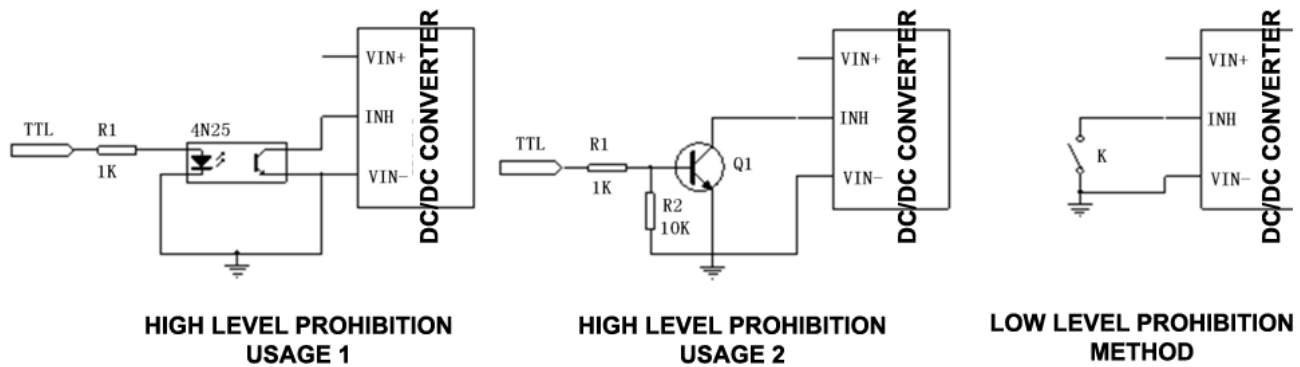 TTL
R1
1K
4N25
VIN+
INH
VIN-
DC/DC CONVERTER
HIGH LEVEL PROHIBITION
USAGE 1
TTL
R1
1K
R2
10K
Q1
VIN+
INH
VIN-
DC/DC CONVERTER
HIGH LEVEL PROHIBITION
USAGE 2
K
VIN+
INH
VIN-
DC/DC CONVERTER
LOW LEVEL PROHIBITION
METHOD